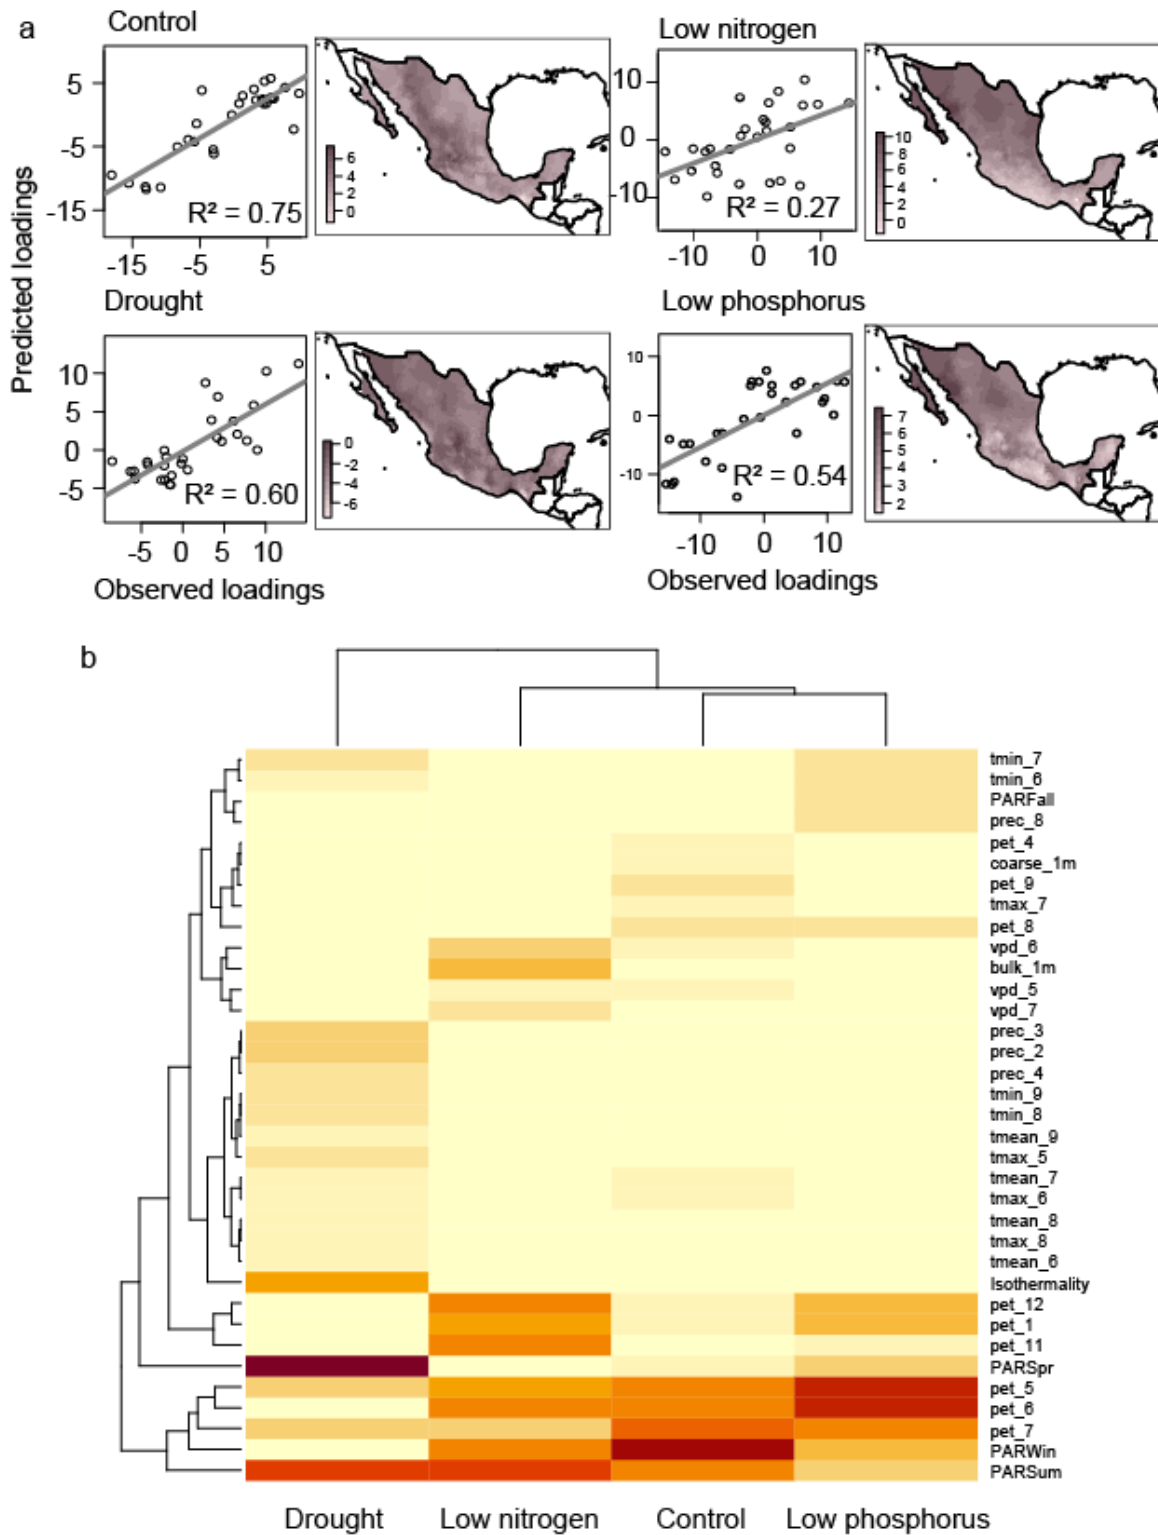 a
Control
Predicted loadings
5
-5
-15
R² = 0.75
-15 -5 5
6
4
2
0
Low nitrogen
10
0
-10
R² = 0.27
-10 0 10
10
8
6
4
2
0
Drought
10
5
0
-5
R² = 0.60
-5 0 5 10
Observed loadings
0
-2
-4
-6
Low phosphorus
10
0
-10
R² = 0.54
-10 0 10
Observed loadings
7
6
5
4
3
2
b
tmin_7
tmin_6
PARFall
prec_8
pet_4
coarse_1m
pet_9
tmax_7
pet_8
vpd_6
bulk_1m
vpd_5
vpd_7
prec_3
prec_2
prec_4
tmin_9
tmin_8
tmean_9
tmax_5
tmean_7
tmax_6
tmean_8
tmax_8
tmean_6
Isothermality
pet_12
pet_1
pet_11
PARSpr
pet_5
pet_6
pet_7
PARWin
PARSum
Drought Low nitrogen Control Low phosphorus